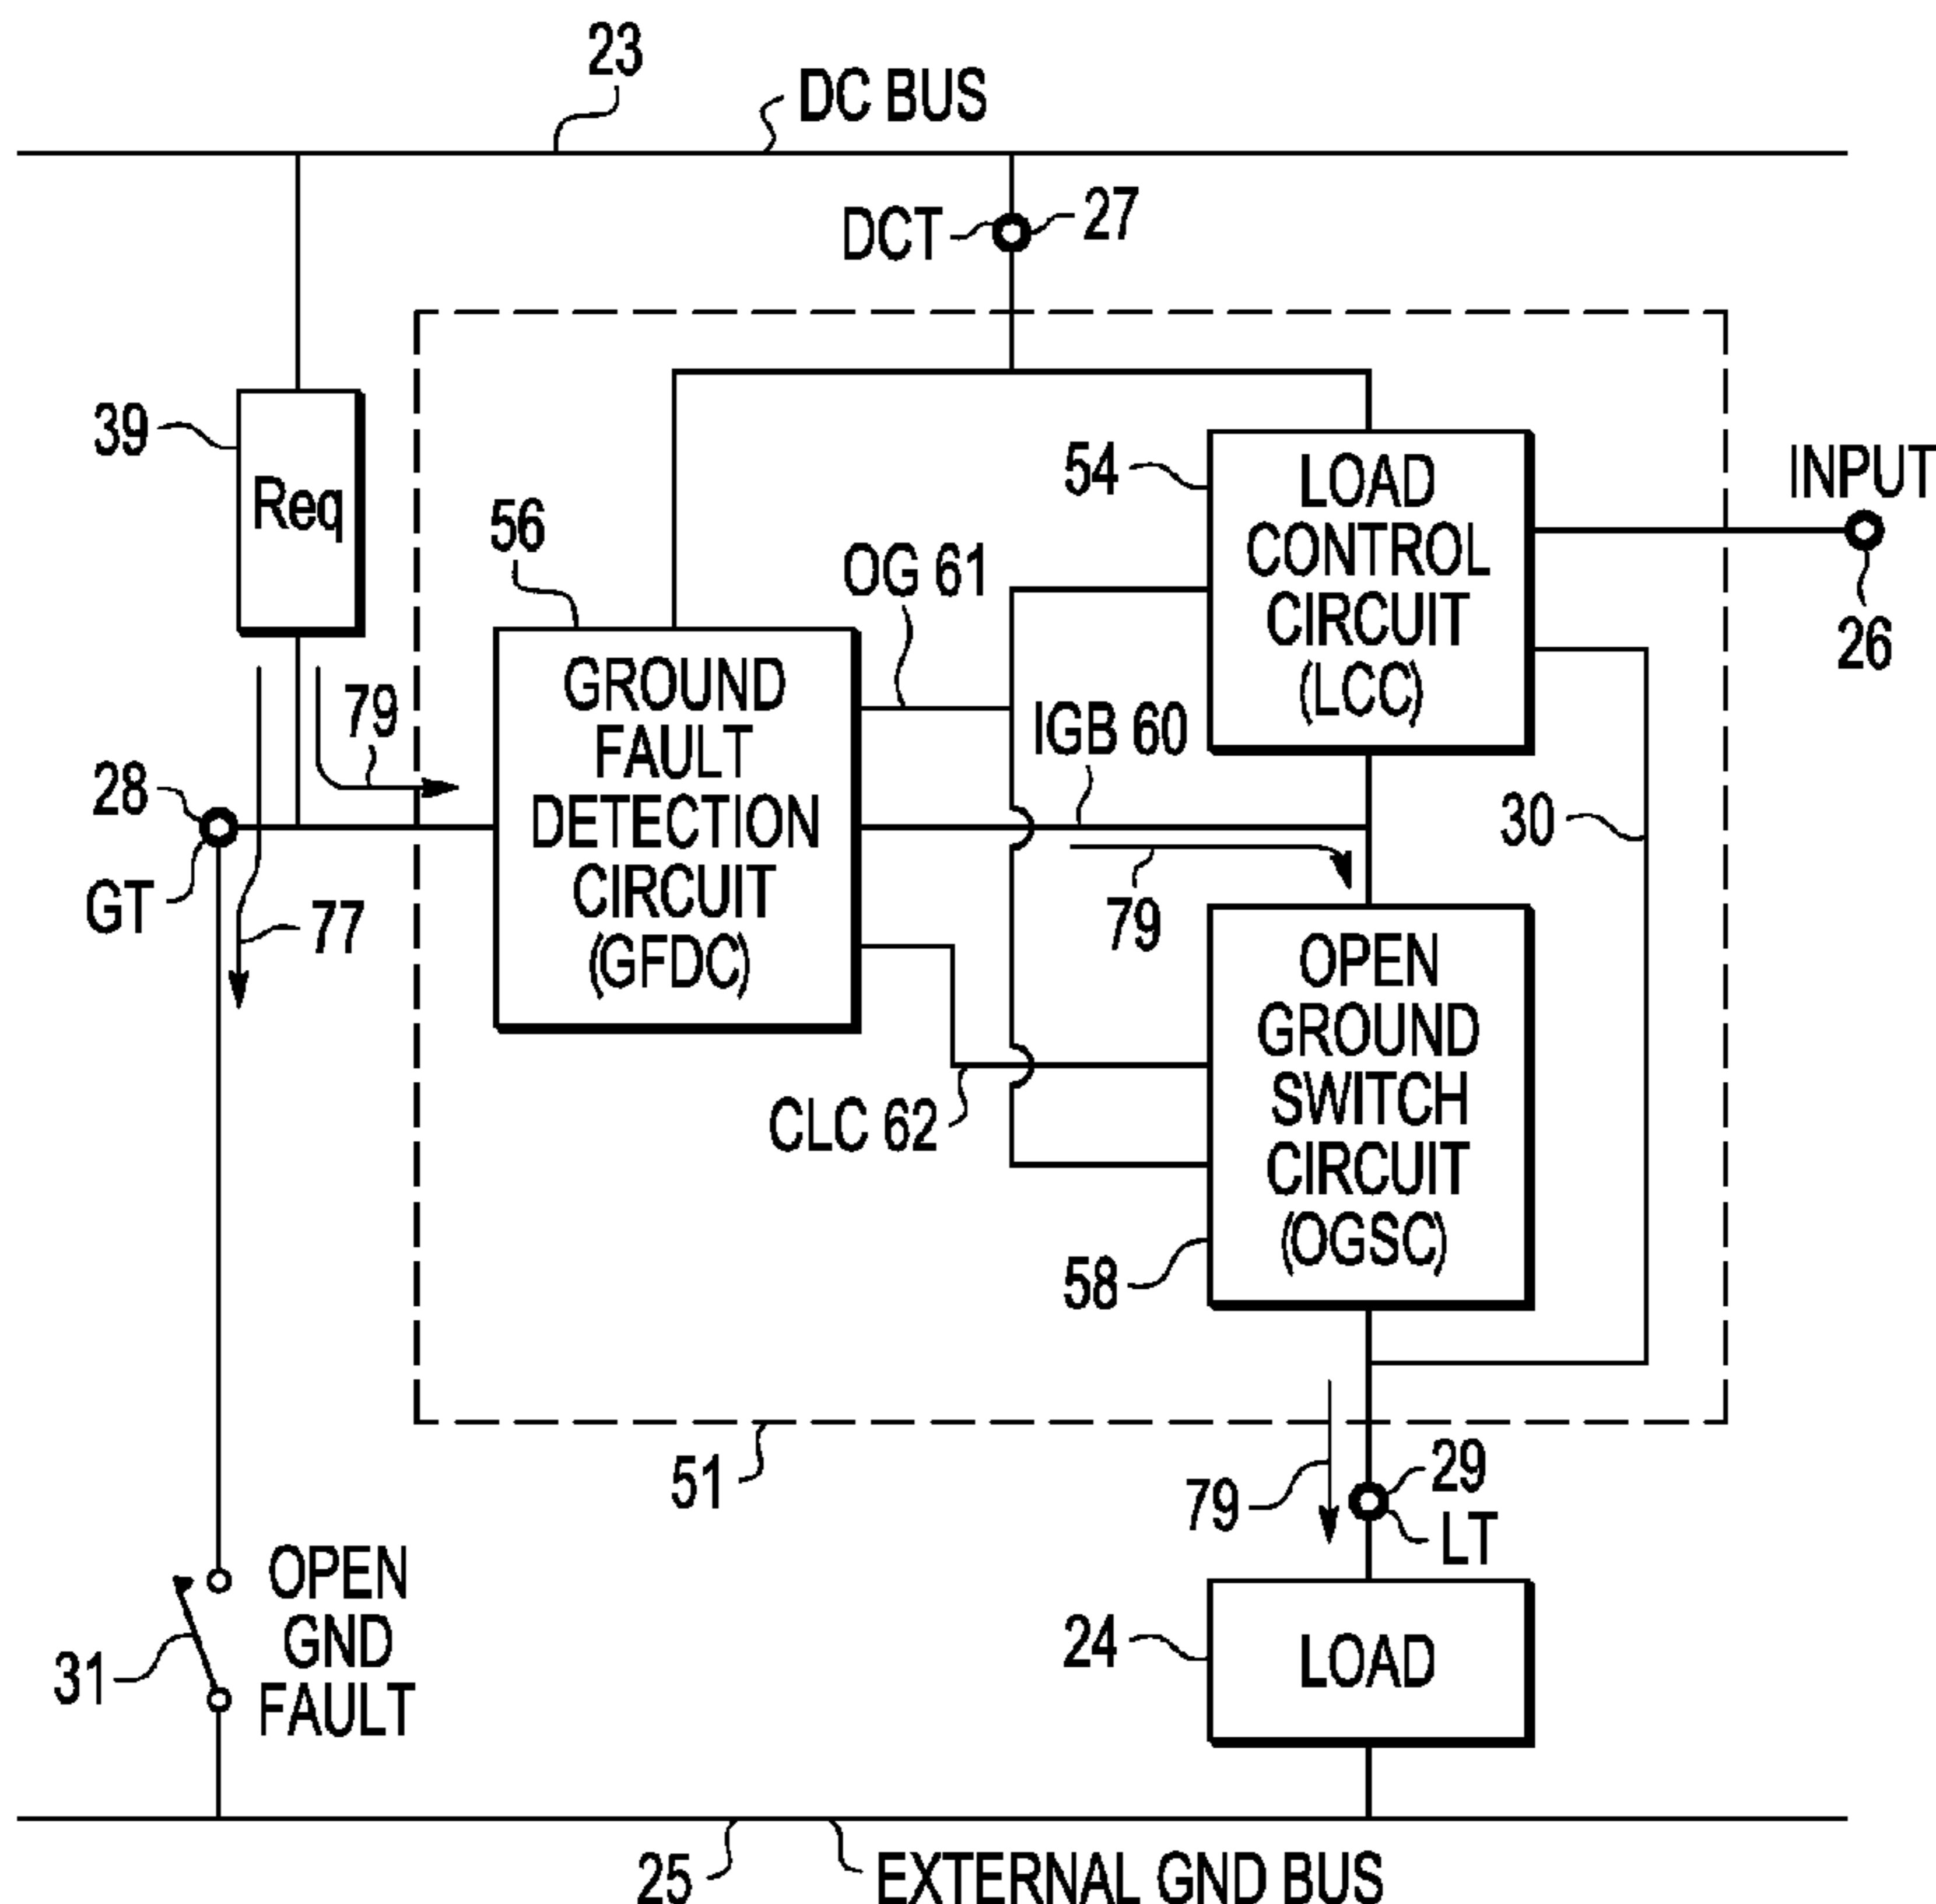 23
DC BUS
DCT
27
39
Req
54
LOAD
CONTROL
CIRCUIT
(LCC)
INPUT
26
56
OG 61
GROUND
FAULT
DETECTION
CIRCUIT
(GFDC)
79
IGB 60
28
GT
77
30
79
OPEN
GROUND
SWITCH
CIRCUIT
(OGSC)
CLC 62
58
51
79
29
LT
OPEN
GND
FAULT
31
24
LOAD
25
EXTERNAL GND BUS